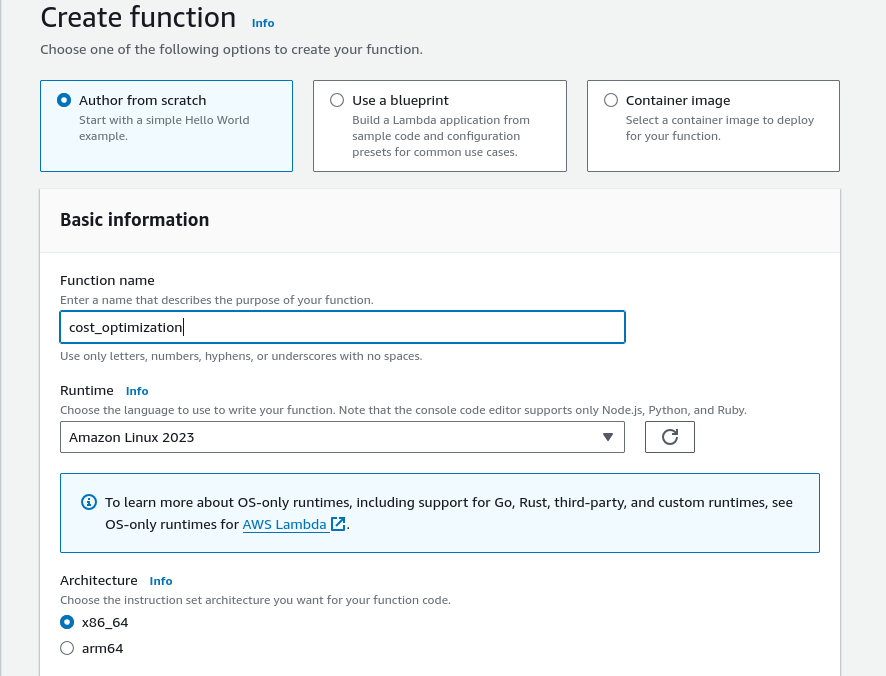 Create function Info
Choose one of the following options to create your function.
Author from scratch
Start with a simple Hello World
example.
Use a blueprint
Build a Lambda application from
sample code and configuration
presets for common use cases.
Container image
Select a container image to deploy
for your function.
Basic information
Function name
Enter a name that describes the purpose of your function.
cost_optimization
Use only letters, numbers, hyphens, or underscores with no spaces.
Runtime Info
Choose the language to use to write your function. Note that the console code editor supports only Node.js, Python, and Ruby.
Amazon Linux 2023
To learn more about OS-only runtimes, including support for Go, Rust, third-party, and custom runtimes, see
OS-only runtimes for AWS Lambda.
Architecture Info
Choose the instruction set architecture you want for your function code.
x86_64
arm64